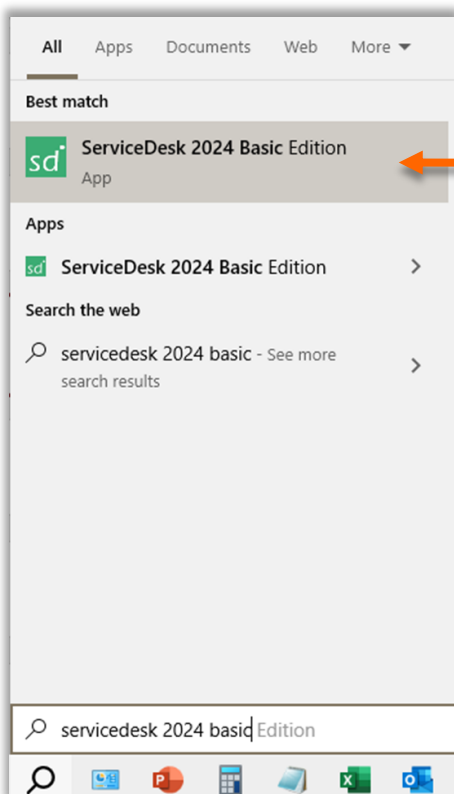 All Apps Documents Web More
Best match
sd
ServiceDesk 2024 Basic Edition
App
Apps
sd ServiceDesk 2024 Basic Edition
Search the web
servicedesk 2024 basic - See more
search results
servicedesk 2024 basic Edition
P X O